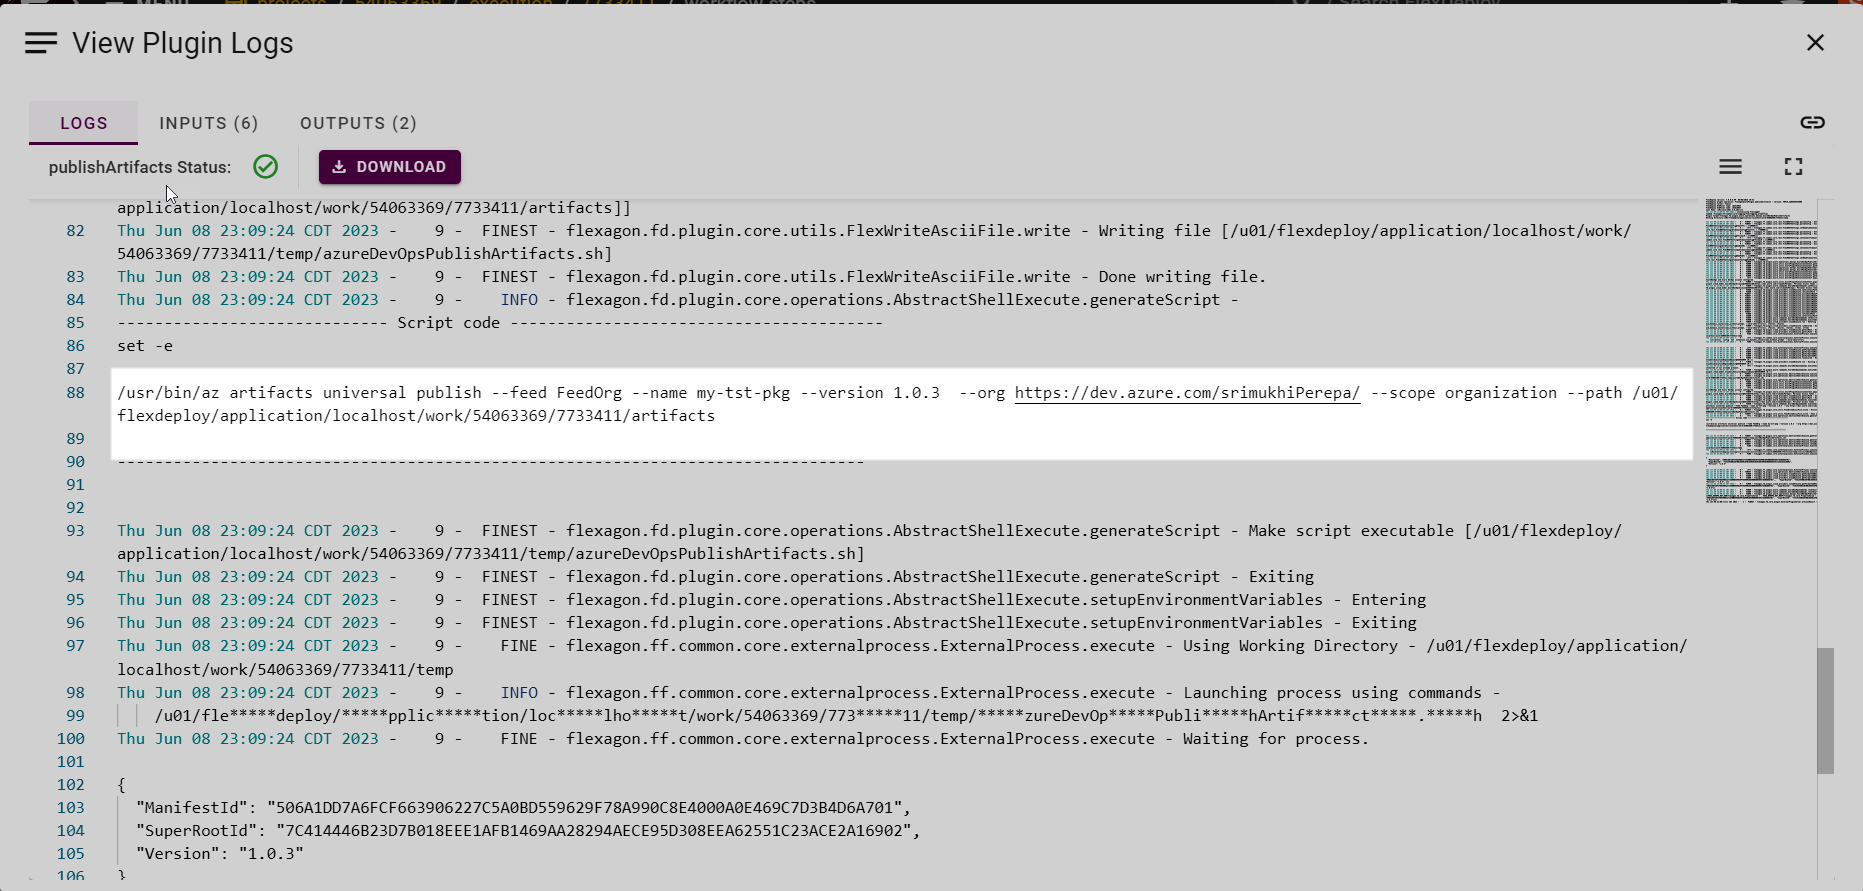 View Plugin Logs
LOGS
INPUTS (6)
OUTPUTS (2)
publishArtifacts Status:
DOWNLOAD
application/localhost/work/54063369/7733411/artifacts]]
82 Thu Jun 08 23:09:24 CDT 2023 -    9 -  FINEST - flexagon.fd.plugin.core.utils.FlexWriteAsciiFile.write - Writing file [/u01/flexdeploy/application/localhost/work/
54063369/7733411/temp/azureDevOpsPublishArtifacts.sh]
83 Thu Jun 08 23:09:24 CDT 2023 -    9 -  FINEST - flexagon.fd.plugin.core.utils.FlexWriteAsciiFile.write - Done writing file.
84 Thu Jun 08 23:09:24 CDT 2023 -    9 -    INFO - flexagon.fd.plugin.core.operations.AbstractShellExecute.generateScript -
85 ----------------------------- Script code ----------------------------------------
86 set -e
87
88 /usr/bin/az artifacts universal publish --feed FeedOrg --name my-tst-pkg --version 1.0.3  --org https://dev.azure.com/srimukhiPerepa/ --scope organization --path /u01/
flexdeploy/application/localhost/work/54063369/7733411/artifacts
89
90 --------------------------------------------------------------------------------
91
92
93 Thu Jun 08 23:09:24 CDT 2023 -    9 -  FINEST - flexagon.fd.plugin.core.operations.AbstractShellExecute.generateScript - Make script executable [/u01/flexdeploy/
application/localhost/work/54063369/7733411/temp/azureDevOpsPublishArtifacts.sh]
94 Thu Jun 08 23:09:24 CDT 2023 -    9 -  FINEST - flexagon.fd.plugin.core.operations.AbstractShellExecute.generateScript - Exiting
95 Thu Jun 08 23:09:24 CDT 2023 -    9 -  FINEST - flexagon.fd.plugin.core.operations.AbstractShellExecute.setupEnvironmentVariables - Entering
96 Thu Jun 08 23:09:24 CDT 2023 -    9 -  FINEST - flexagon.fd.plugin.core.operations.AbstractShellExecute.setupEnvironmentVariables - Exiting
97 Thu Jun 08 23:09:24 CDT 2023 -    9 -    FINE - flexagon.ff.common.core.externalprocess.ExternalProcess.execute - Using Working Directory - /u01/flexdeploy/application/
localhost/work/54063369/7733411/temp
98 Thu Jun 08 23:09:24 CDT 2023 -    9 -    INFO - flexagon.ff.common.core.externalprocess.ExternalProcess.execute - Launching process using commands -
99 /u01/fle*****deploy/*****pplic*****tion/loc*****lho*****t/work/54063369/773*****11/temp/*****zureDevOp*****Publi*****hArtif*****ct*****.*****h  2>&1
100 Thu Jun 08 23:09:24 CDT 2023 -    9 -    FINE - flexagon.ff.common.core.externalprocess.ExternalProcess.execute - Waiting for process.
101
102 {
103 "ManifestId": "506A1DD7A6FCF663906227C5A0BD559629F78A990C8E4000A0E469C7D3B4D6A701",
104 "SuperRootId": "7C414446B23D7B018EEE1AFB1469AA28294AECE95D308EEA62551C23ACE2A16902",
105 "Version": "1.0.3"
106 }